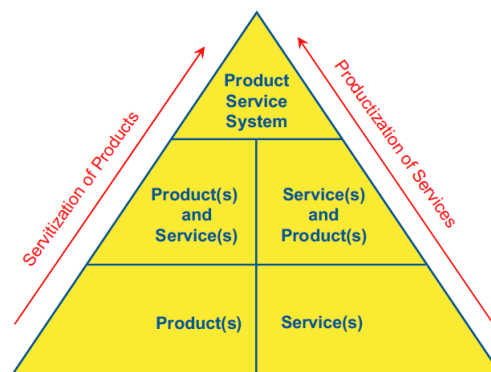 Product
Service
System
Servitization of Products
Productization of Services
Product(s)
and
Service(s)
Service(s)
and
Product(s)
Product(s)
Service(s)